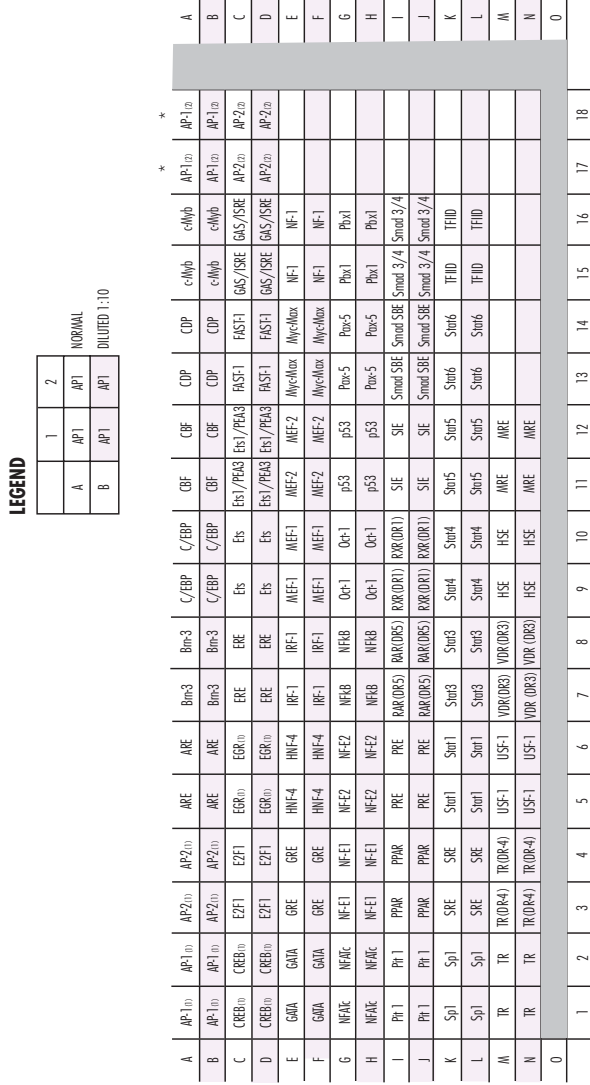 LEGEND
1 2
A AP1 AP1 NORMAL
B AP1 AP1 DILUTED 1:10
* *
A AP-1(1) AP-1(1) AP-2(1) AP-2(1) ARE ARE Brn-3 Brn-3 C/EBP C/EBP CBF CBF CDP CDP c-Myb c-Myb AP-1(2) AP-1(2) A
B AP-1(1) AP-1(1) AP-2(1) AP-2(1) ARE ARE Brn-3 Brn-3 C/EBP C/EBP CBF CBF CDP CDP c-Myb c-Myb AP-1(2) AP-1(2) B
C CREB(1) CREB(1) E2F1 E2F1 EGR(1) EGR(1) ERE ERE Ets Ets Ets1/PEA3 Ets1/PEA3 FAST-1 FAST-1 GAS/ISRE GAS/ISRE AP-2(2) AP-2(2) C
D CREB(1) CREB(1) E2F1 E2F1 EGR(1) EGR(1) ERE ERE Ets Ets Ets1/PEA3 Ets1/PEA3 FAST-1 FAST-1 GAS/ISRE GAS/ISRE AP-2(2) AP-2(2) D
E GATA GATA GRE GRE HNF-4 HNF-4 IRF-1 IRF-1 MEF-1 MEF-1 MEF-2 MEF-2 Myc-Max Myc-Max NF-1 NF-1 E
F GATA GATA GRE GRE HNF-4 HNF-4 IRF-1 IRF-1 MEF-1 MEF-1 MEF-2 MEF-2 Myc-Max Myc-Max NF-1 NF-1 F
G NFATc NFATc NF-E1 NF-E1 NF-E2 NF-E2 NFkB NFkB Oct-1 Oct-1 p53 p53 Pax-5 Pax-5 Pbx1 Pbx1 G
H NFATc NFATc NF-E1 NF-E1 NF-E2 NF-E2 NFkB NFkB Oct-1 Oct-1 p53 p53 Pax-5 Pax-5 Pbx1 Pbx1 H
I Pit 1 Pit 1 PPAR PPAR PRE PRE RAR(DR5) RAR(DR5) RXR(DR1) RXR(DR1) SIE SIE Smad SBE Smad SBE Smad 3/4 Smad 3/4 I
J Pit 1 Pit 1 PPAR PPAR PRE PRE RAR(DR5) RAR(DR5) RXR(DR1) RXR(DR1) SIE SIE Smad SBE Smad SBE Smad 3/4 Smad 3/4 J
K Sp1 Sp1 SRE SRE Stat1 Stat1 Stat3 Stat3 Stat4 Stat4 Stat5 Stat5 Stat6 Stat6 TFIID TFIID K
L Sp1 Sp1 SRE SRE Stat1 Stat1 Stat3 Stat3 Stat4 Stat4 Stat5 Stat5 Stat6 Stat6 TFIID TFIID L
M TR TR TR(DR-4) TR(DR-4) USF-1 USF-1 VDR(DR3) VDR(DR3) HSE HSE MRE MRE M
N TR TR TR(DR-4) TR(DR-4) USF-1 USF-1 VDR (DR3) VDR (DR3) HSE HSE MRE MRE N
O O
1 2 3 4 5 6 7 8 9 10 11 12 13 14 15 16 17 18